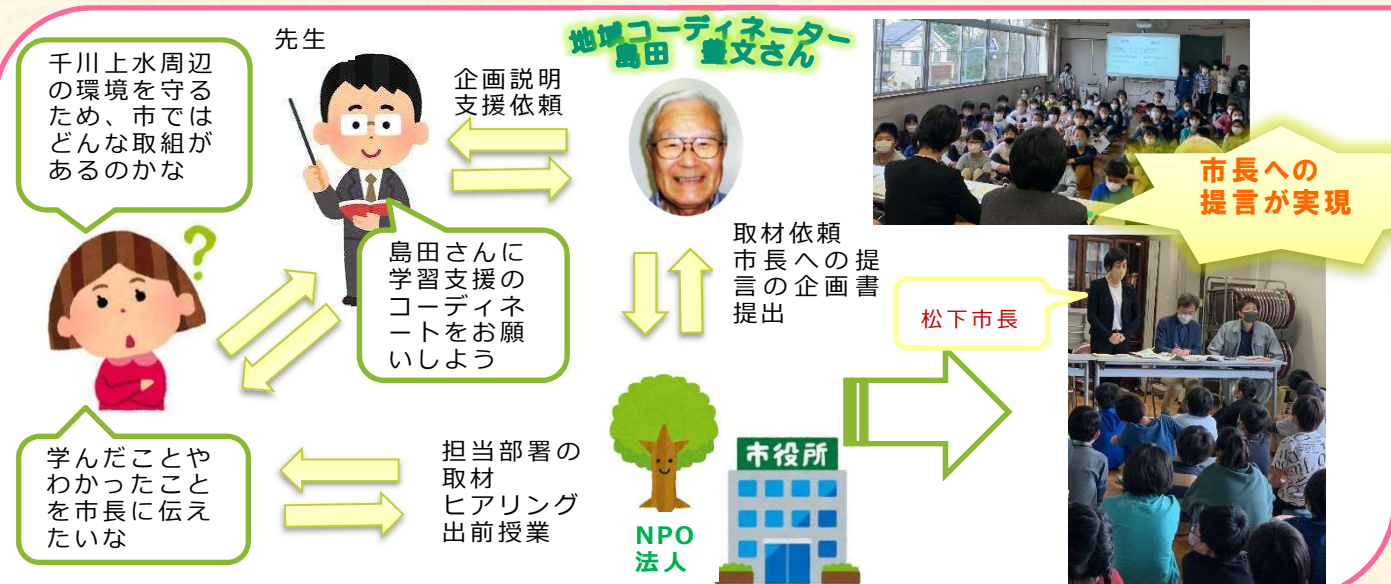 千川上水周辺
の環境を守る
ため、市では
どんな取組が
あるのかな
先生
企画説明
支援依頼
地域コーディネーター
島田 豊文さん
市長への
提言が実現
島田さんに
学習支援の
コーディネ
ートをお願
いしよう
取材依頼
市長への提
言の企画書
提出
松下市長
学んだことや
わかったこと
を市長に伝え
たいな
担当部署の
取材
ヒアリング
出前授業
NPO
法人
市役所